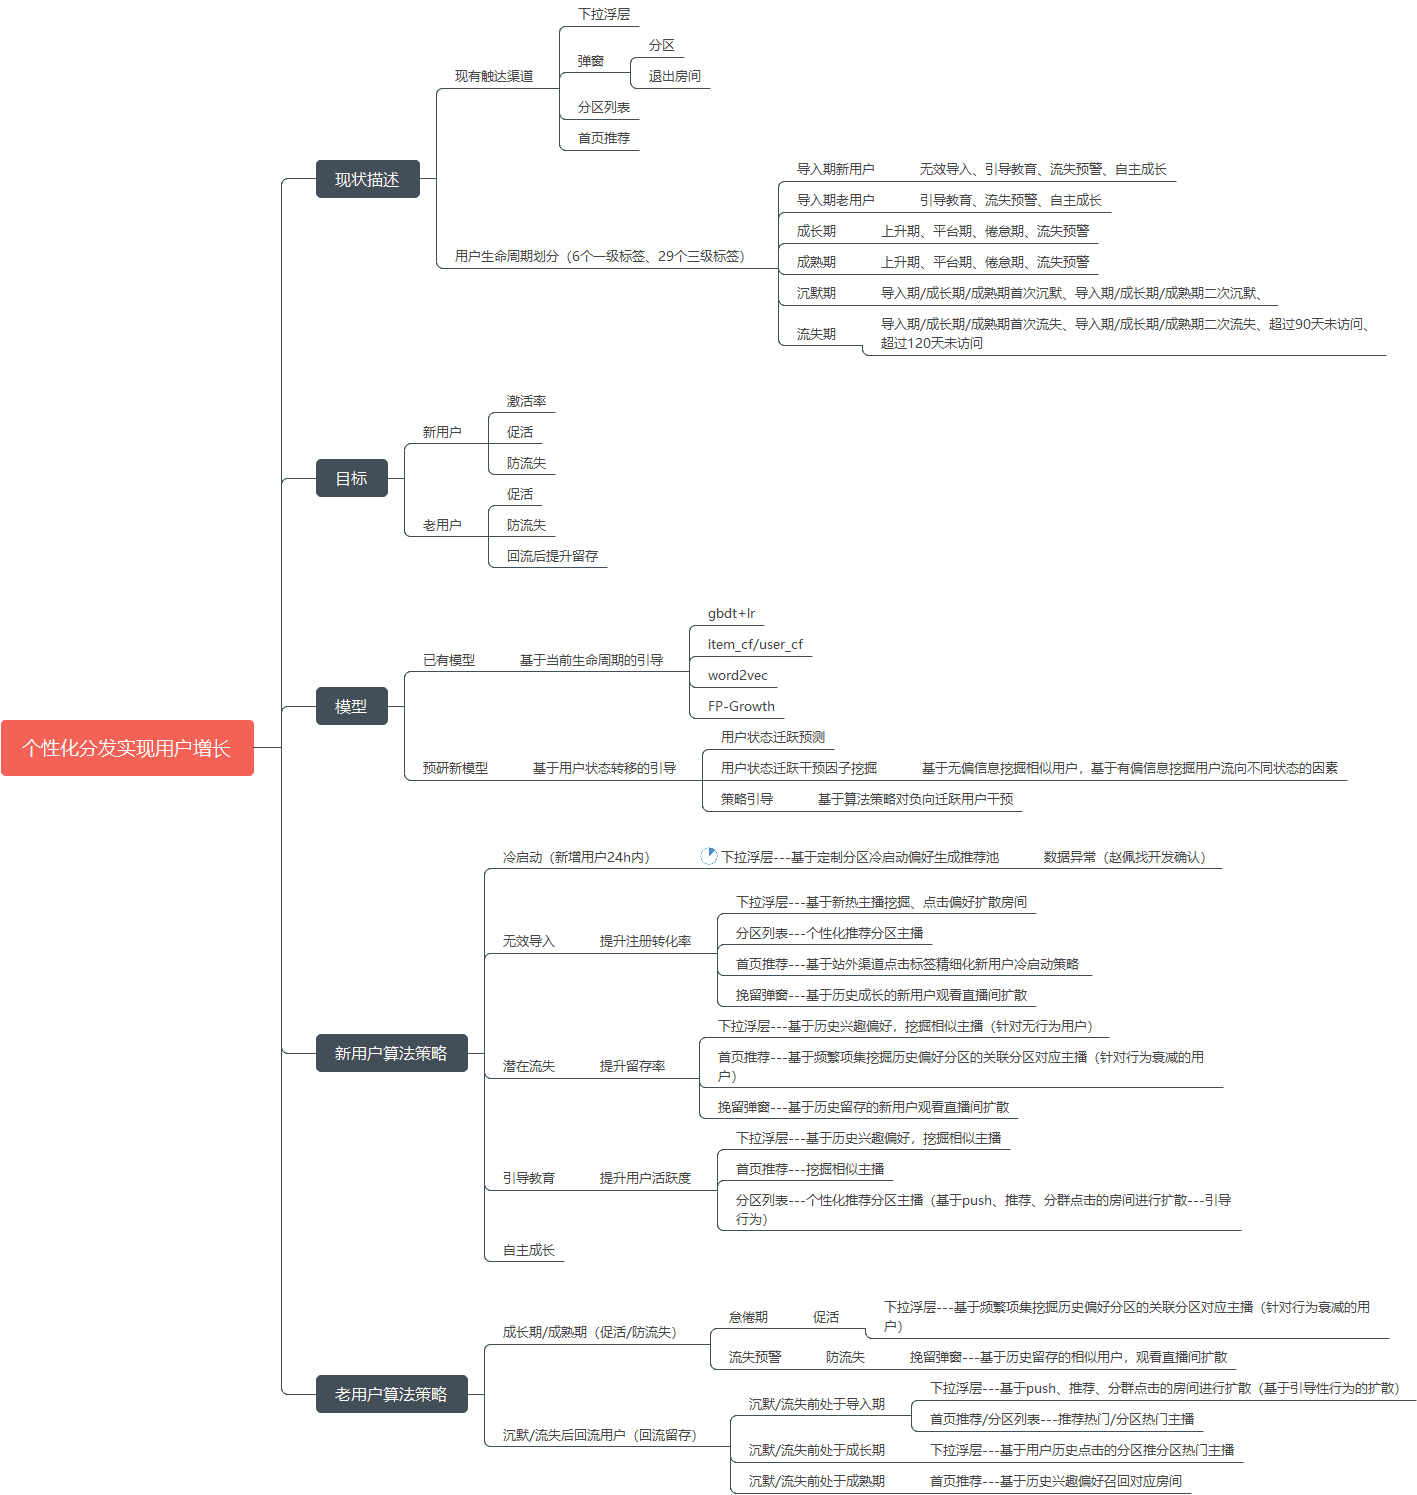 个性化分发实现用户增长
现状描述
现有触达渠道
下拉浮层
弹窗
分区
退出房间
分区列表
首页推荐
用户生命周期划分（6个一级标签、29个三级标签）
导入期新用户
无效导入、引导教育、流失预警、自主成长
导入期老用户
引导教育、流失预警、自主成长
成长期
上升期、平台期、倦怠期、流失预警
成熟期
上升期、平台期、倦怠期、流失预警
沉默期
导入期/成长期/成熟期首次沉默、导入期/成长期/成熟期二次沉默、
流失期
导入期/成长期/成熟期首次流失、导入期/成长期/成熟期二次流失、超过90天未访问、
超过120天未访问
目标
新用户
激活率
促活
防流失
老用户
促活
防流失
回流后提升留存
模型
已有模型
基于当前生命周期的引导
gbdt+lr
item_cf/user_cf
word2vec
FP-Growth
预研新模型
基于用户状态转移的引导
用户状态迁跃预测
用户状态迁跃干预因子挖掘
基于无偏信息挖掘相似用户，基于有偏信息挖掘用户流向不同状态的因素
策略引导
基于算法策略对负向迁跃用户干预
新用户算法策略
冷启动（新增用户24h内）
下拉浮层---基于定制分区冷启动偏好生成推荐池
数据异常（赵佩找开发确认）
无效导入
提升注册转化率
下拉浮层---基于新热主播挖掘、点击偏好扩散房间
分区列表---个性化推荐分区主播
首页推荐---基于站外渠道点击标签精细化新用户冷启动策略
挽留弹窗---基于历史成长的新用户观看直播间扩散
潜在流失
提升留存率
下拉浮层---基于历史兴趣偏好，挖掘相似主播（针对无行为用户）
首页推荐---基于频繁项集挖掘历史偏好分区的关联分区对应主播（针对行为衰减的用
户）
挽留弹窗---基于历史留存的新用户观看直播间扩散
引导教育
提升用户活跃度
下拉浮层---基于历史兴趣偏好，挖掘相似主播
首页推荐---挖掘相似主播
分区列表---个性化推荐分区主播（基于push、推荐、分群点击的房间进行扩散---引导
行为）
自主成长
老用户算法策略
成长期/成熟期（促活/防流失）
怠倦期
促活
下拉浮层---基于频繁项集挖掘历史偏好分区的关联分区对应主播（针对行为衰减的用
户）
流失预警
防流失
挽留弹窗---基于历史留存的相似用户，观看直播间扩散
沉默/流失后回流用户（回流留存）
沉默/流失前处于导入期
下拉浮层---基于push、推荐、分群点击的房间进行扩散（基于引导性行为的扩散）
首页推荐/分区列表---推荐热门/分区热门主播
沉默/流失前处于成长期
下拉浮层---基于用户历史点击的分区推分区热门主播
沉默/流失前处于成熟期
首页推荐---基于历史兴趣偏好召回对应房间